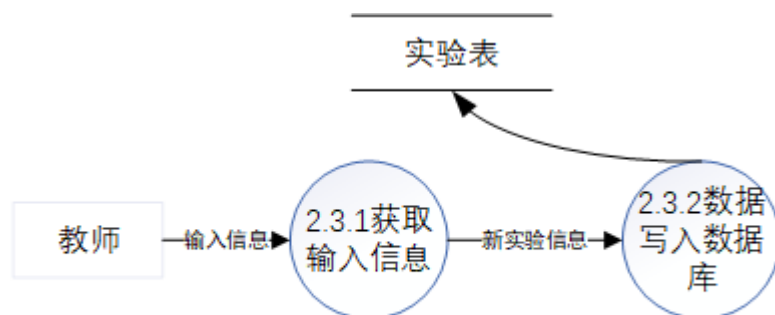 实验表
教师
输入信息
2.3.1获取
输入信息
新实验信息
2.3.2数据
写入数据
库